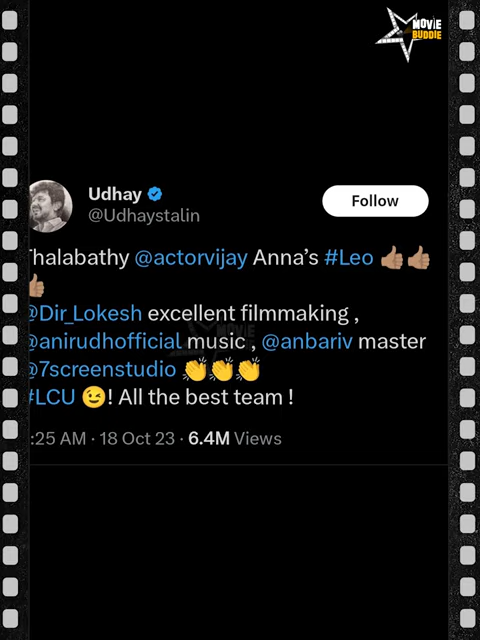 MOVIE
BUDDIE
Udhay
@Udhaystalin
Follow
Thalabathy @actorvijay Anna's #Leo 👍🏽👍🏽
👍🏽
@Dir_Lokesh excellent filmmaking ,
@anirudhofficial music , @anbariv master
@7screenstudio 👏👏👏
#LCU 😉! All the best team !
:25 AM · 18 Oct 23 · 6.4M Views